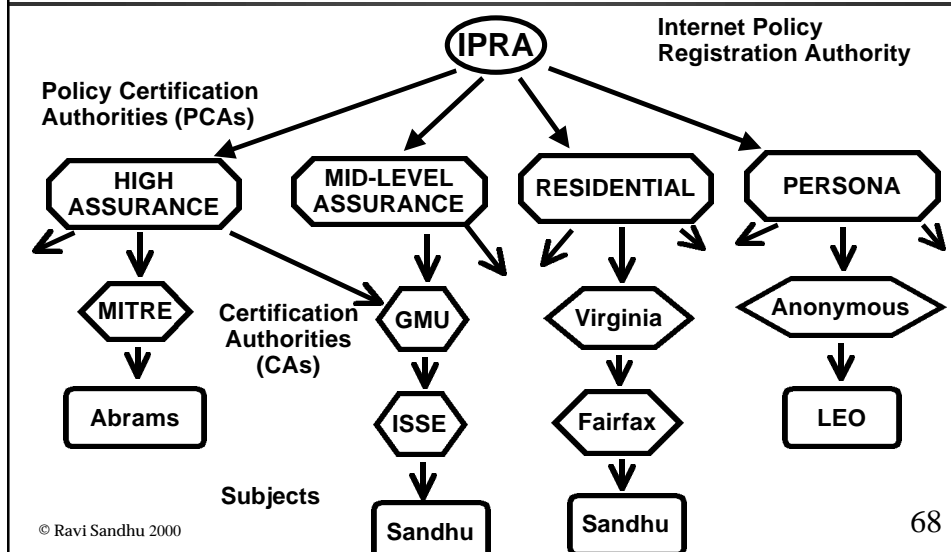 IPRA
Internet Policy
Registration Authority
Policy Certification
Authorities (PCAs)
HIGH
ASSURANCE
MID-LEVEL
ASSURANCE
RESIDENTIAL
PERSONA
MITRE
Certification
Authorities
(CAs)
GMU
Virginia
Anonymous
Abrams
ISSE
Fairfax
LEO
Subjects
Sandhu
Sandhu
© Ravi Sandhu 2000
68